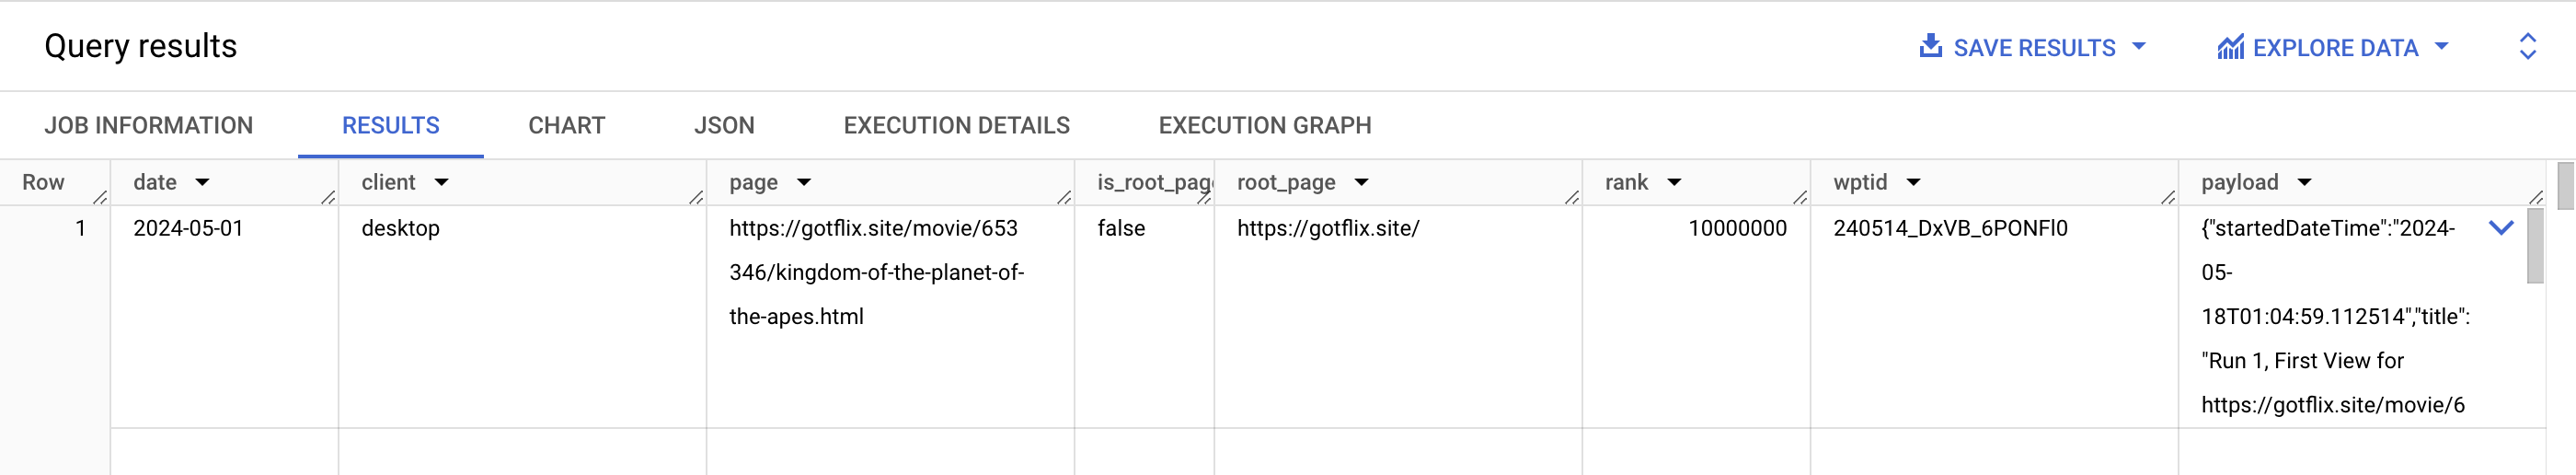 Query results
SAVE RESULTS
EXPLORE DATA
JOB INFORMATION
RESULTS
CHART
JSON
EXECUTION DETAILS
EXECUTION GRAPH
Row
date
client
page
is_root_pag
root_page
rank
wptid
payload
1
2024-05-01
desktop
https://gotflix.site/movie/653
346/kingdom-of-the-planet-of-
the-apes.html
false
https://gotflix.site/
10000000
240514_DxVB_6PONFl0
{"startedDateTime":"2024-
05-
18T01:04:59.112514","title":
"Run 1, First View for
https://gotflix.site/movie/6